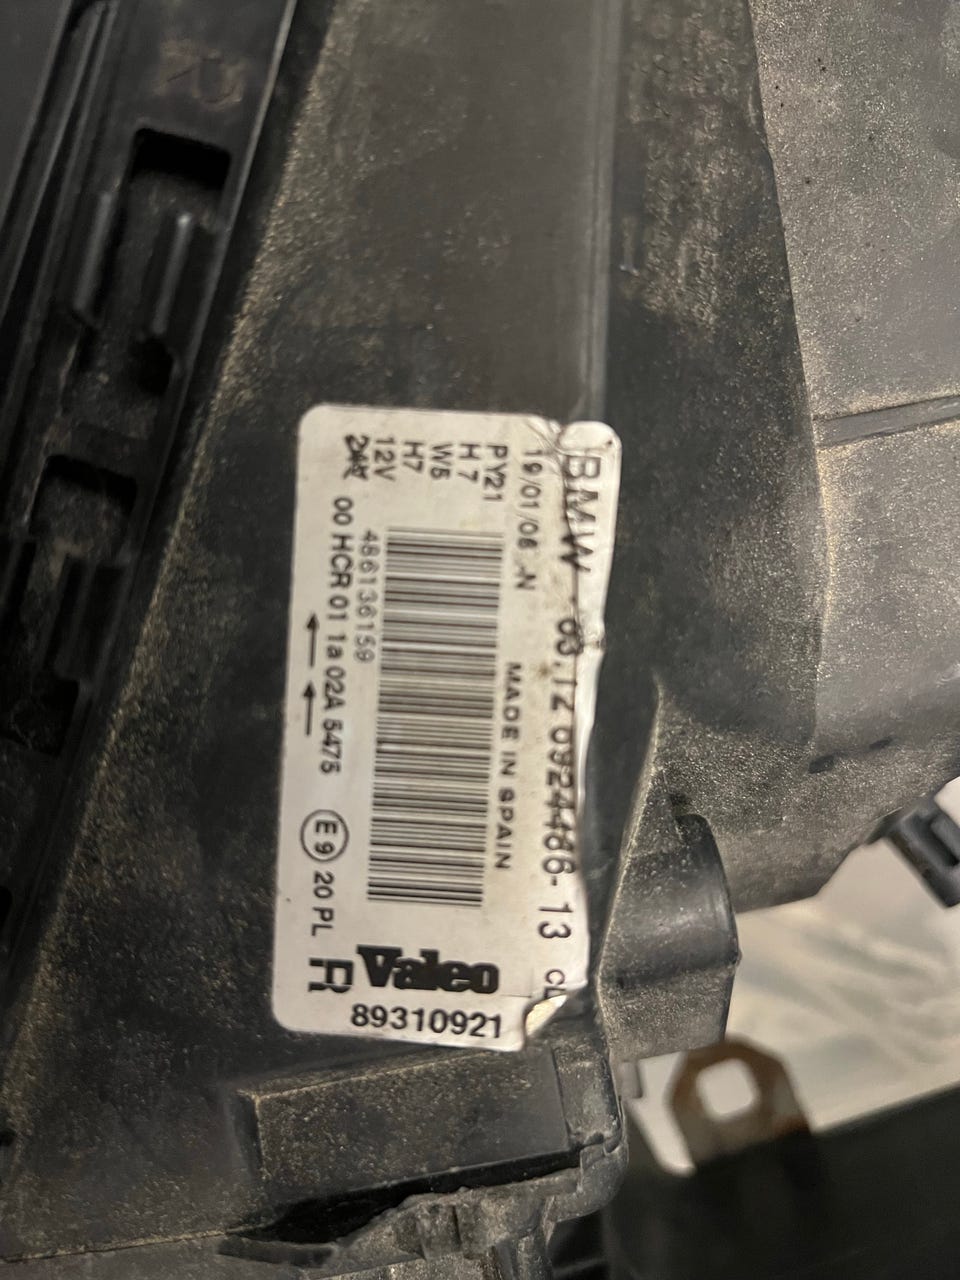 BMW - 63.12 6924486-13 CL
19/01/06 -N
MADE IN SPAIN
PY21
H7
W5
H7
12V
486136159
00 HCR 01 1a 02A 5475
E9 20 PL
R
Valeo
89310921